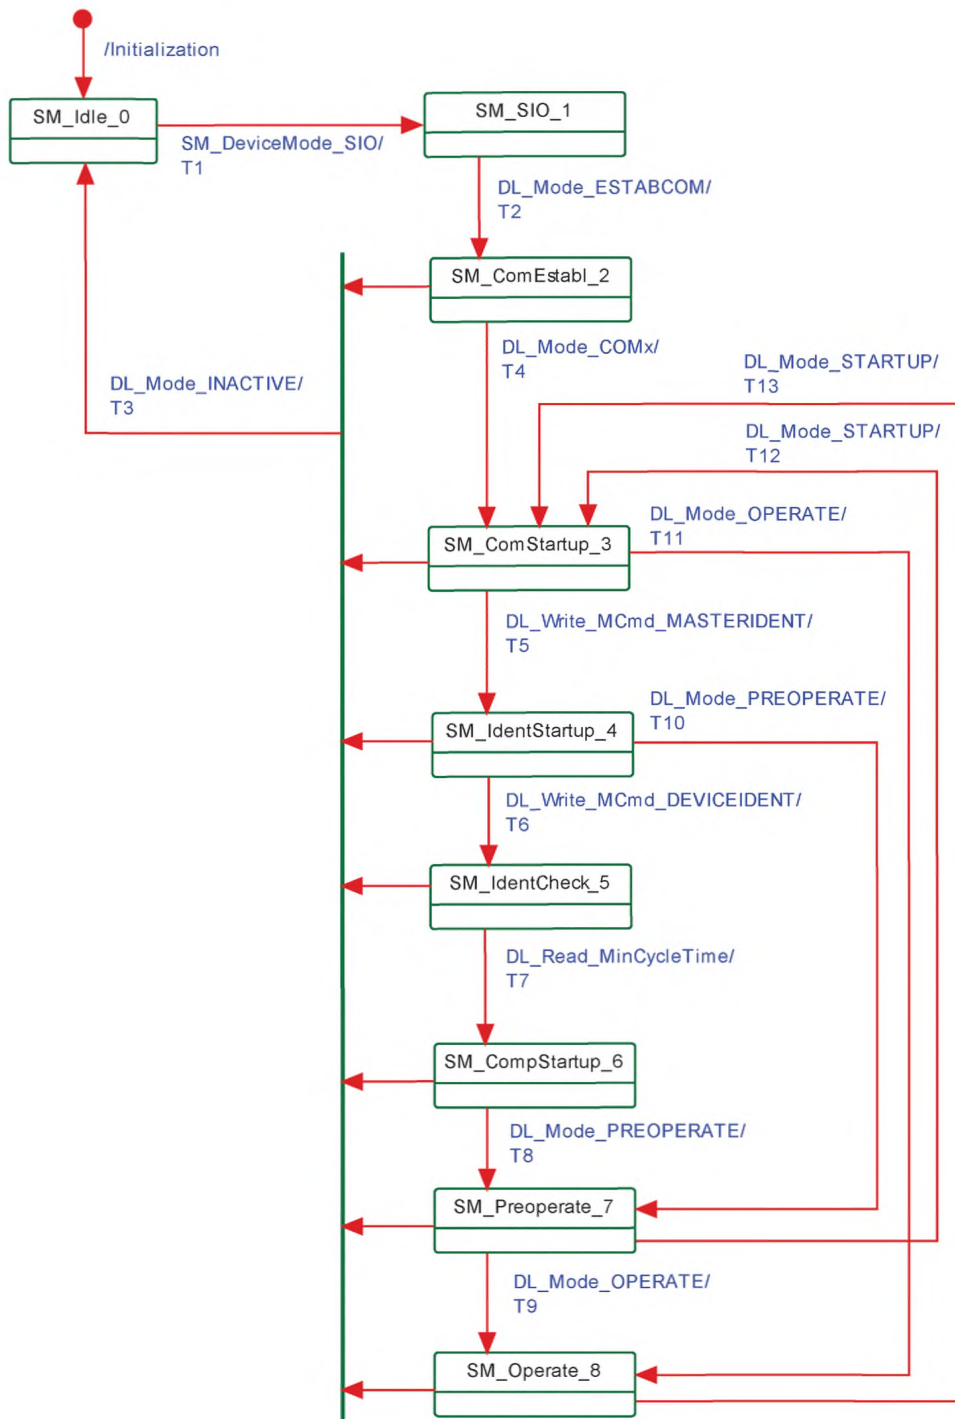 /Initialization
SM_Idle_0
SM_SIO_1
SM_DeviceMode_SIO/
T1
DL_Mode_ESTABCOM/
T2
SM_ComEstabl_2
DL_Mode_COMx/
T4
DL_Mode_STARTUP/
T13
DL_Mode_INACTIVE/
T3
DL_Mode_STARTUP/
T12
DL_Mode_OPERATE/
T11
SM_ComStartup_3
DL_Write_MCmd_MASTERIDENT/
T5
DL_Mode_PREOPERATE/
T10
SM_IdentStartup_4
DL_Write_MCmd_DEVICEIDENT/
T6
SM_IdentCheck_5
DL_Read_MinCycleTime/
T7
SM_CompStartup_6
DL_Mode_PREOPERATE/
T8
SM_Preoperate_7
DL_Mode_OPERATE/
T9
SM_Operate_8